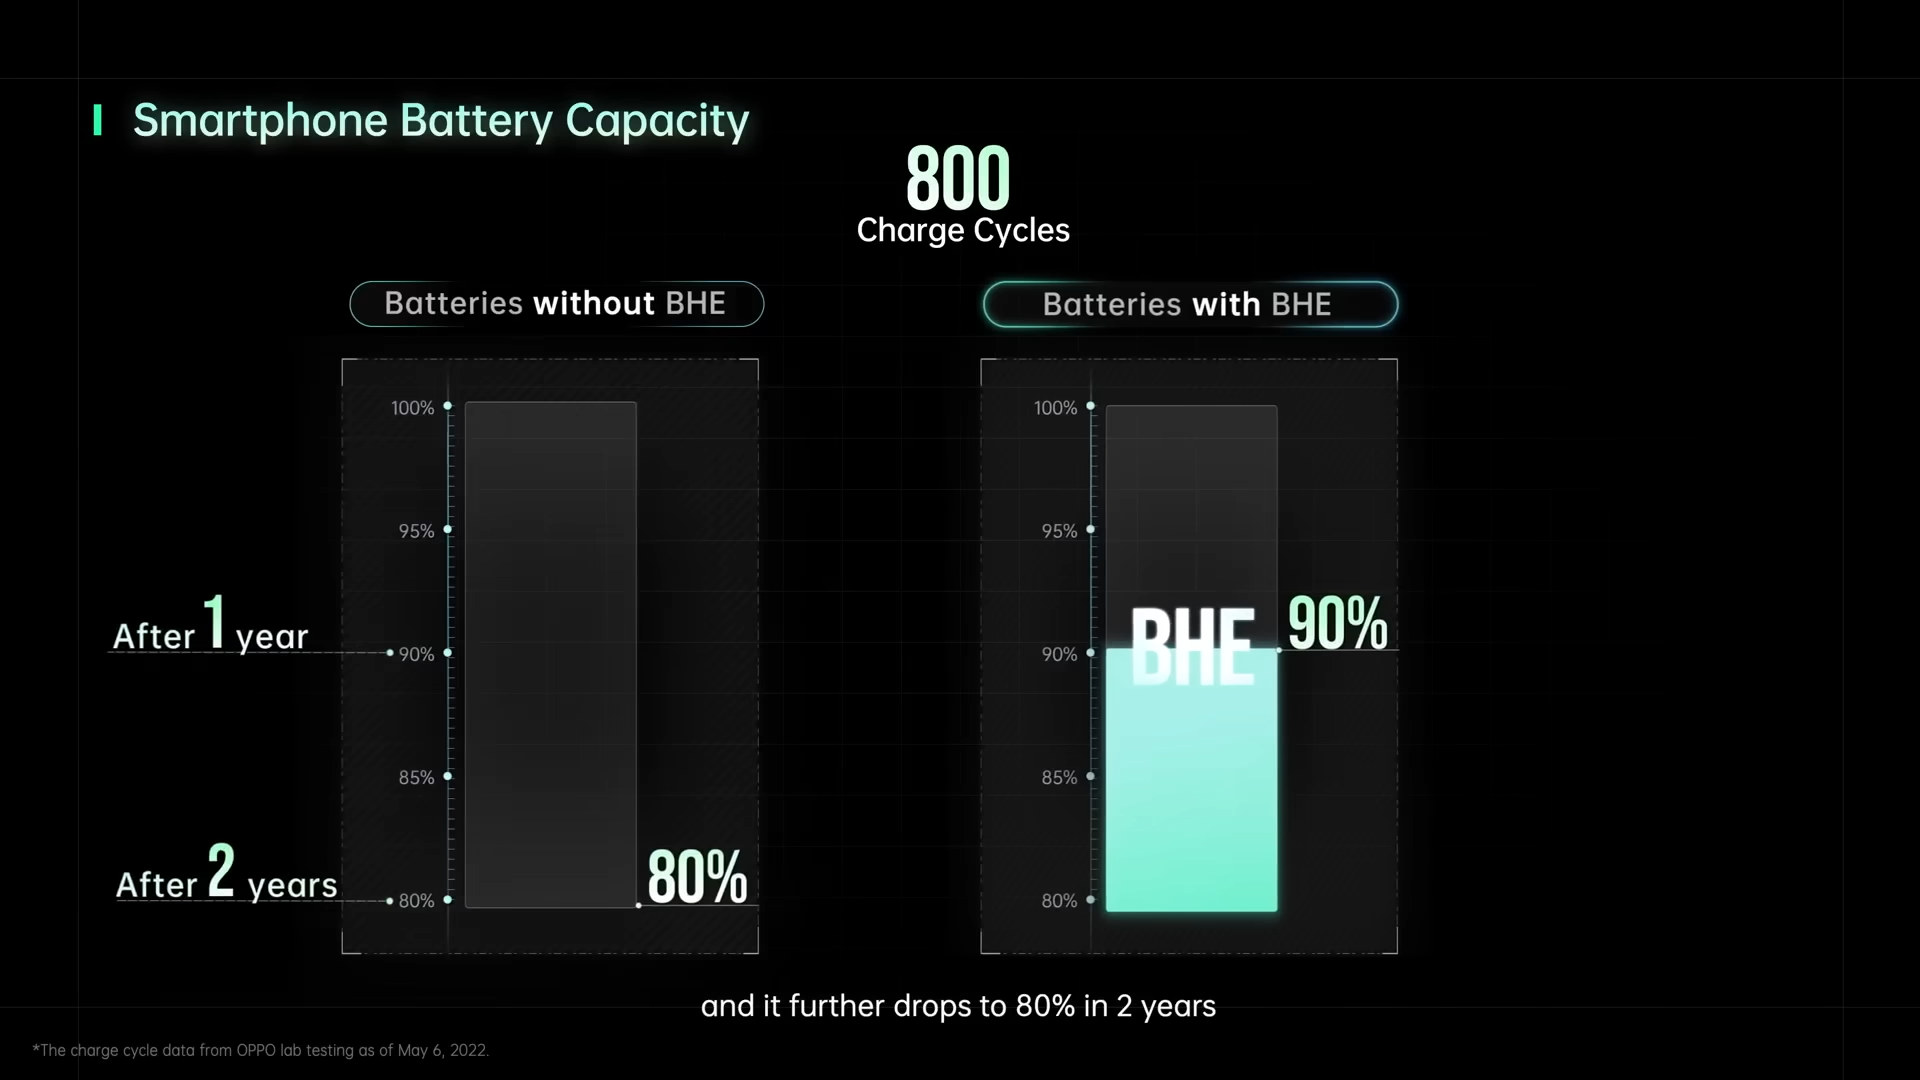 Smartphone Battery Capacity
800
Charge Cycles
Batteries without BHE
Batteries with BHE
100%
95%
After 1 year
90%
85%
After 2 years
80%
80%
100%
95%
BHE
90%
90%
85%
80%
and it further drops to 80% in 2 years
*The charge cycle data from OPPO lab testing as of May 6, 2022.